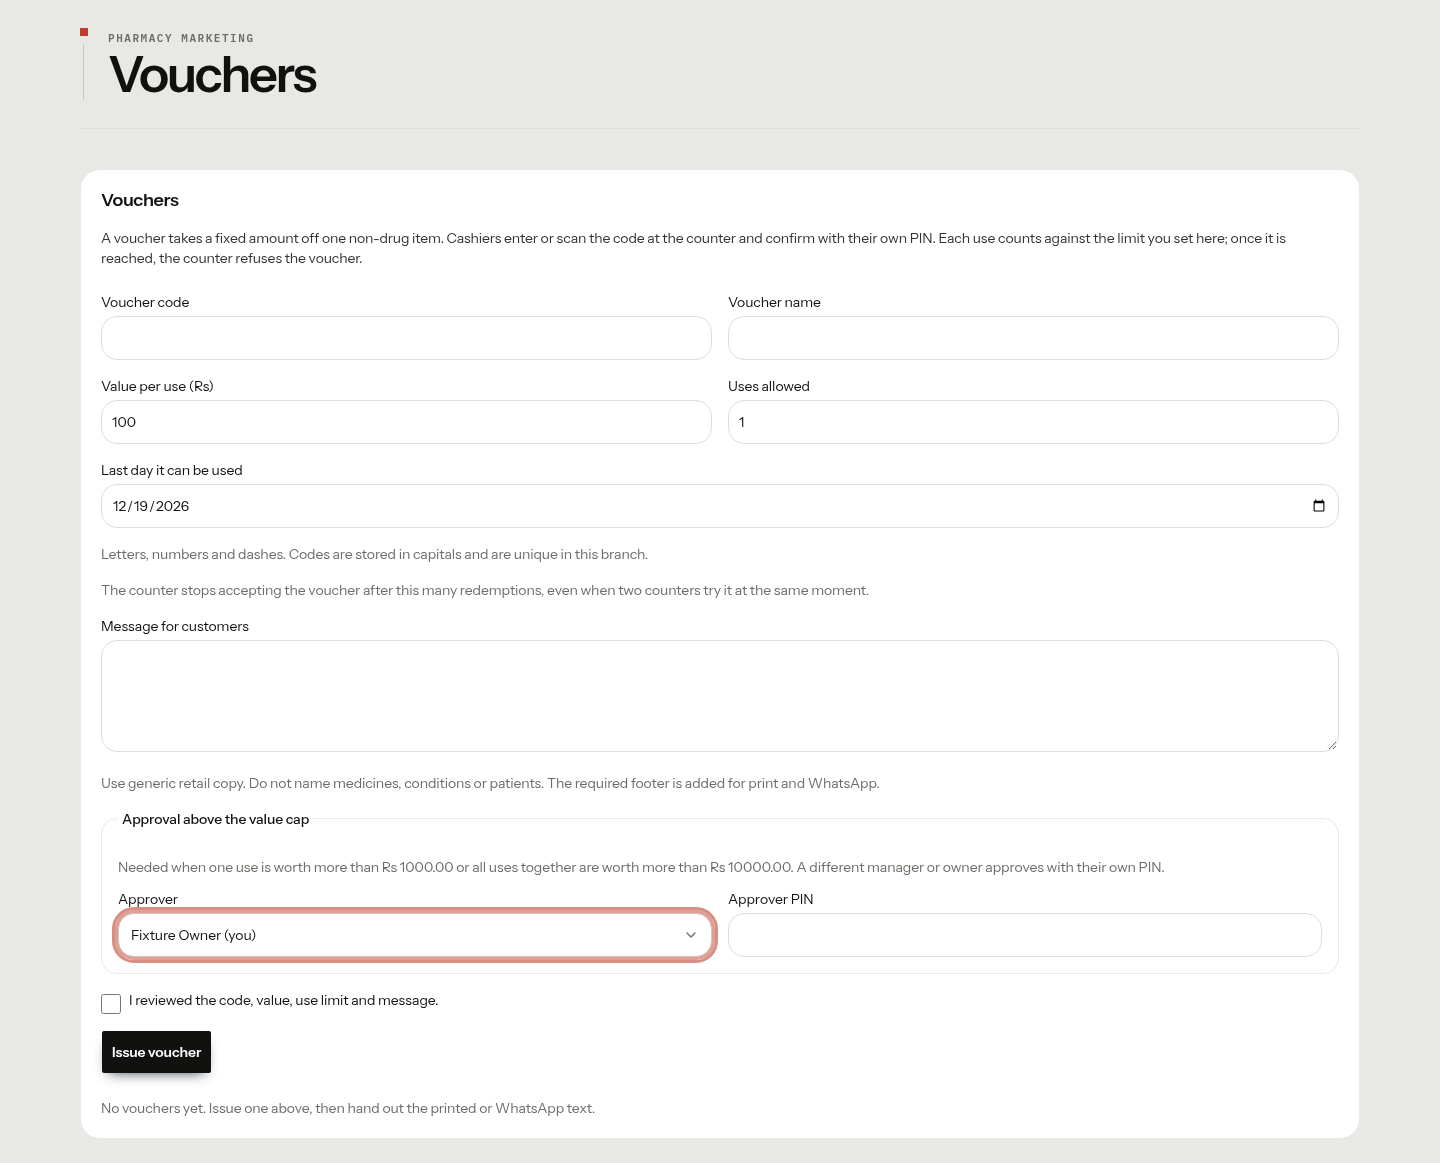 PHARMACY MARKETING
Vouchers
Vouchers
A voucher takes a fixed amount off one non-drug item. Cashiers enter or scan the code at the counter and confirm with their own PIN. Each use counts against the limit you set here; once it is
reached, the counter refuses the voucher.
Voucher code
Voucher name
Value per use (Rs)
Uses allowed
100
1
Last day it can be used
12/19/2026
Letters, numbers and dashes. Codes are stored in capitals and are unique in this branch.
The counter stops accepting the voucher after this many redemptions, even when two counters try it at the same moment.
Message for customers
Use generic retail copy. Do not name medicines, conditions or patients. The required footer is added for print and WhatsApp.
Approval above the value cap
Needed when one use is worth more than Rs 1000.00 or all uses together are worth more than Rs 10000.00. A different manager or owner approves with their own PIN.
Approver
Approver PIN
Fixture Owner (you)
I reviewed the code, value, use limit and message.
Issue voucher
No vouchers yet. Issue one above, then hand out the printed or WhatsApp text.